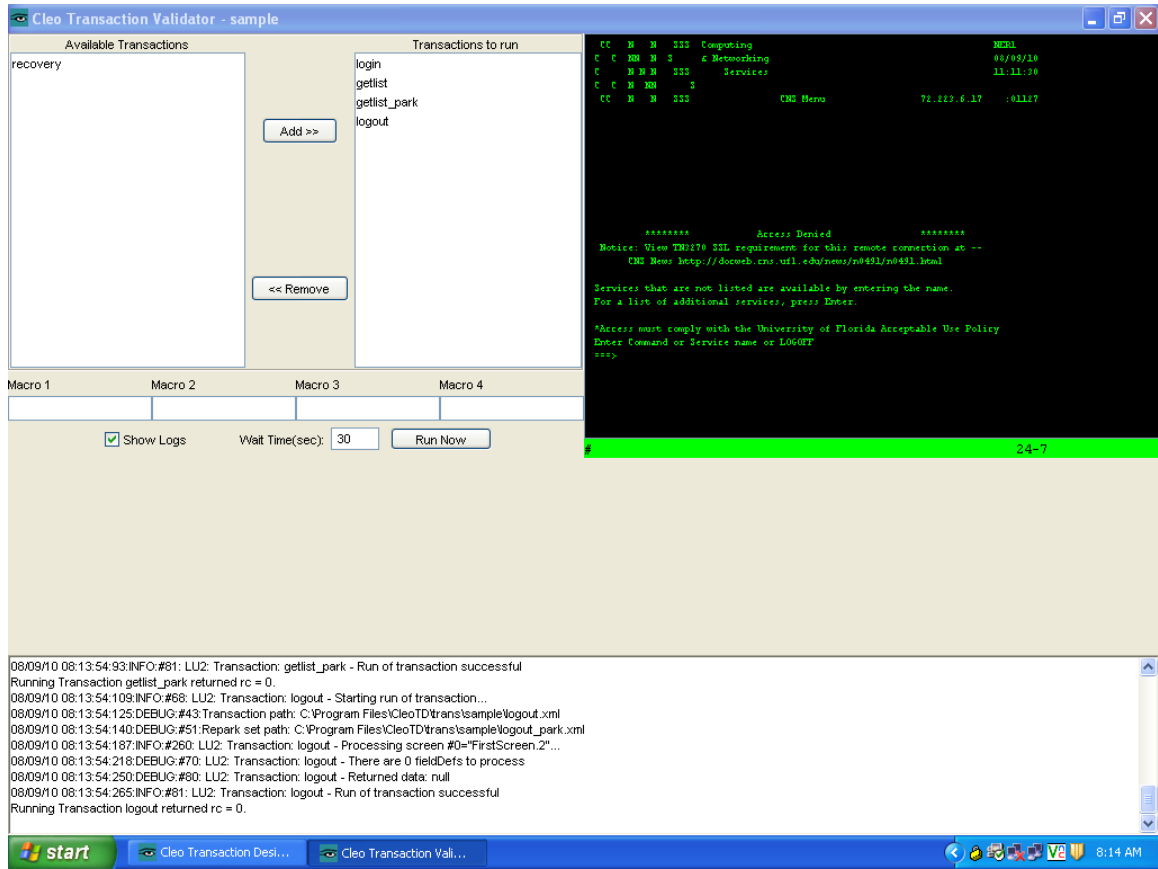 Cleo Transaction Validator - sample
Available Transactions
Transactions to run
recovery
login
getlist
getlist_park
logout
Add >>
<< Remove
Macro 1 Macro 2 Macro 3 Macro 4
Show Logs Wait Time(sec): 30 Run Now
CC N N SSS Computing NER1
C C NN N S & Networking 08/09/10
C N N N SSS Services 11:11:30
C C N NN S
CC N N SSS CNS Menu 72.223.6.17 :01127
******** Access Denied ********
Notice: View TN3270 SSL requirement for this remote connection at --
CNS News http://docweb.cns.ufl.edu/news/n0491/n0491.html
Services that are not listed are available by entering the name.
For a list of additional services, press Enter.
*Access must comply with the University of Florida Acceptable Use Policy
Enter Command or Service name or LOGOFF
===>
# 24-7
08/09/10 08:13:54:93:INFO:#81: LU2: Transaction: getlist_park - Run of transaction successful
Running Transaction getlist_park returned rc = 0.
08/09/10 08:13:54:109:INFO:#68: LU2: Transaction: logout - Starting run of transaction...
08/09/10 08:13:54:125:DEBUG:#43:Transaction path: C:\Program Files\CleoTD\trans\sample\logout.xml
08/09/10 08:13:54:140:DEBUG:#51:Repark set path: C:\Program Files\CleoTD\trans\sample\logout_park.xml
08/09/10 08:13:54:187:INFO:#260: LU2: Transaction: logout - Processing screen #0="FirstScreen.2"...
08/09/10 08:13:54:218:DEBUG:#70: LU2: Transaction: logout - There are 0 fieldDefs to process
08/09/10 08:13:54:250:DEBUG:#80: LU2: Transaction: logout - Returned data: null
08/09/10 08:13:54:265:INFO:#81: LU2: Transaction: logout - Run of transaction successful
Running Transaction logout returned rc = 0.
start Cleo Transaction Desi... Cleo Transaction Vali... V2 8:14 AM